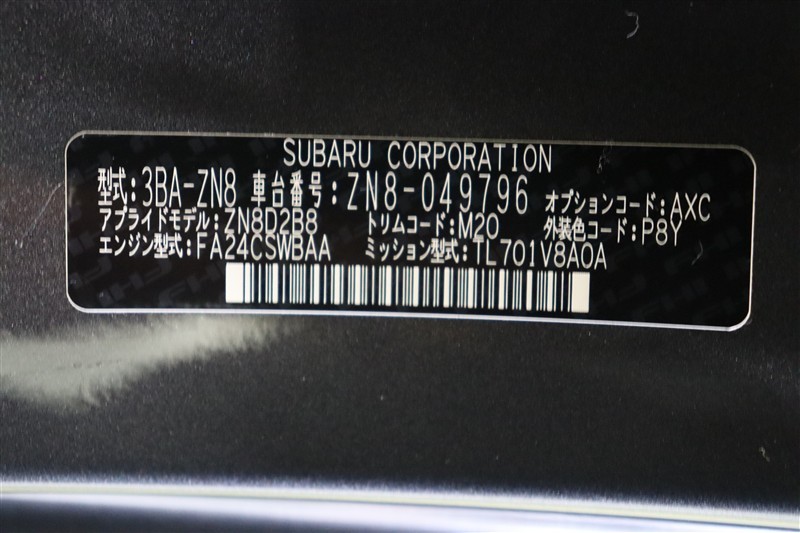 SUBARU CORPORATION
型式:3BA-ZN8 車台番号:ZN8-049796 オプションコード:AXC
アプライドモデル:ZN8D2B8 トリムコード:M20 外装色コード:P8Y
エンジン型式:FA24CSWBAA ミッション型式:TL701V8A0A